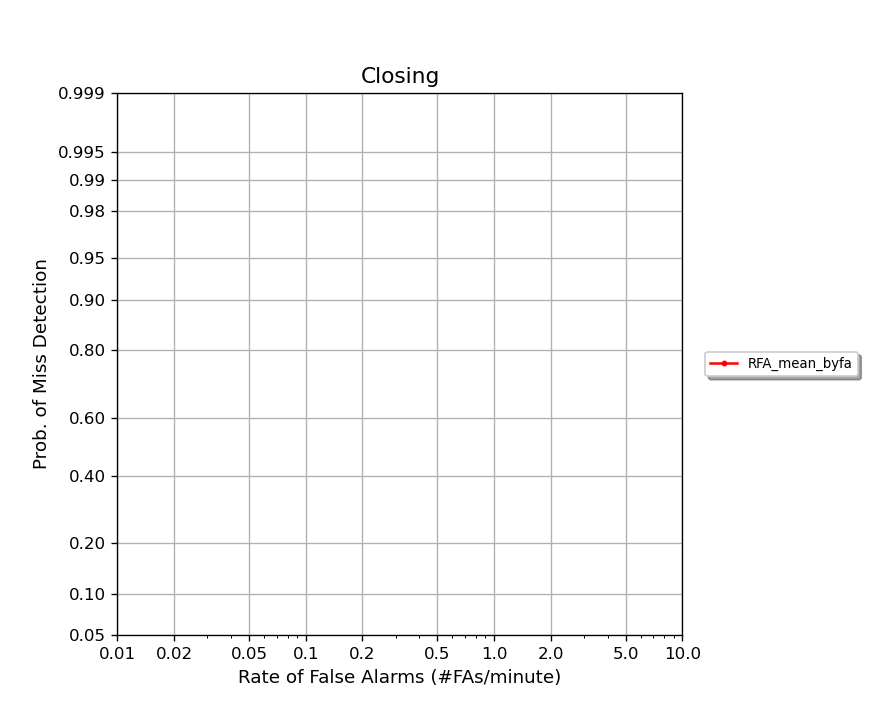 Closing
0.999
0.995
0.99
0.98
0.95
0.90
0.80
0.60
0.40
0.20
0.10
0.05
Prob. of Miss Detection
RFA_mean_byfa
0.01 0.02 0.05 0.1 0.2 0.5 1.0 2.0 5.0 10.0
Rate of False Alarms (#FAs/minute)